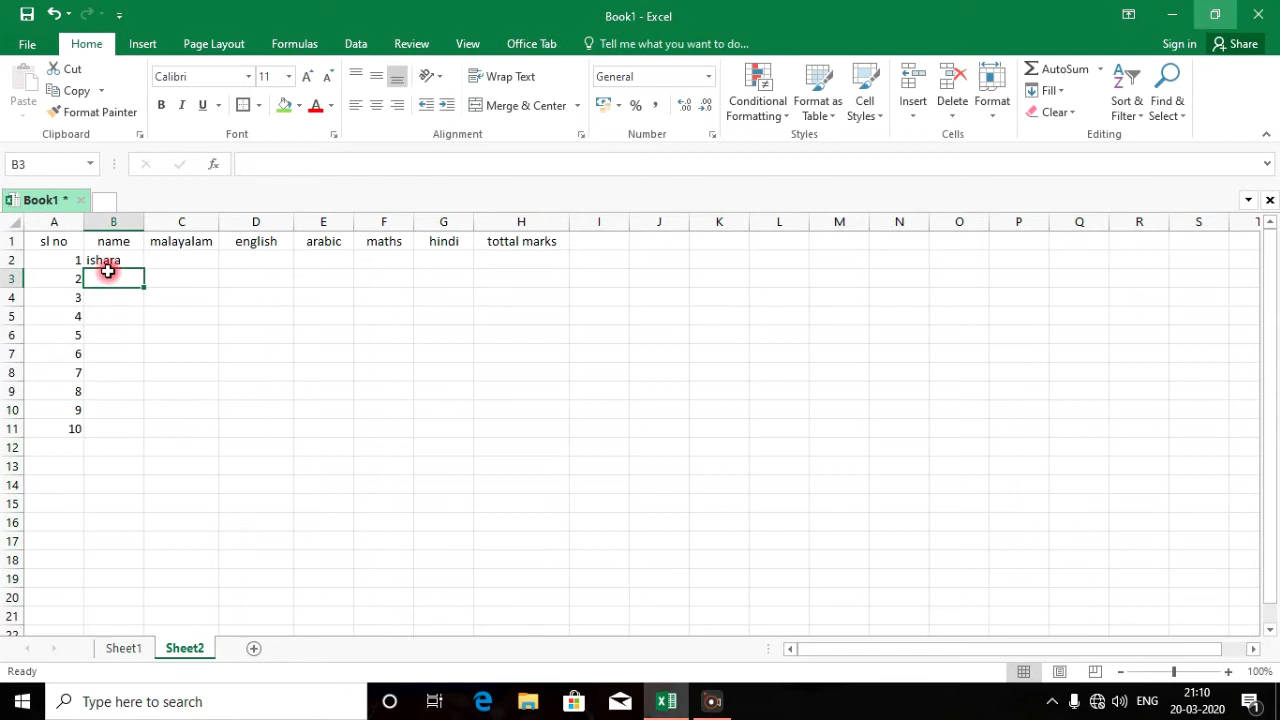 Book1 - Excel
File Home Insert Page Layout Formulas Data Review View Office Tab Tell me what you want to do... Sign in Share
Paste Cut Copy Format Painter Clipboard
Calibri 11 B I U A Font
Wrap Text Merge & Center Alignment
General % , Number
Conditional Formatting Format as Table Cell Styles Styles
Insert Delete Format Cells
AutoSum Fill Clear Sort & Filter Find & Select Editing
B3 fx
Book1 *
A B C D E F G H I J K L M N O P Q R S T
1 sl no name malayalam english arabic maths hindi tottal marks
2 1 ishara
3 2
4 3
5 4
6 5
7 6
8 7
9 8
10 9
11 10
12
13
14
15
16
17
18
19
20
21
22
Sheet1 Sheet2
Ready 100%
Type here to search ENG 21:10
20-03-2020 1